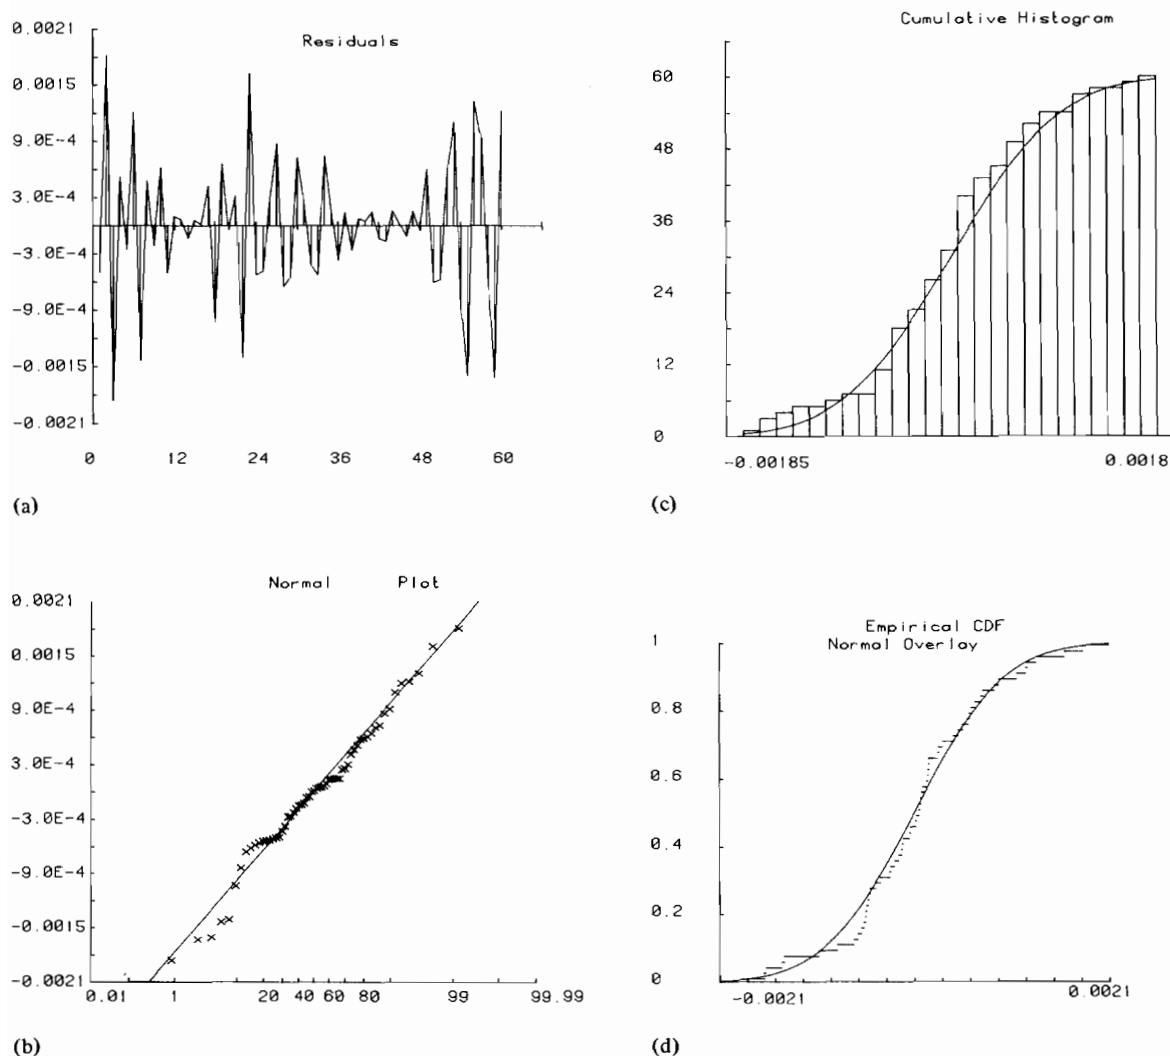 Residuals
0.0021
0.0015
9.0E-4
3.0E-4
-3.0E-4
-9.0E-4
-0.0015
-0.0021
0 12 24 36 48 60
(a)
Cumulative Histogram
60
48
36
24
12
0
-0.00185 0.0018
(c)
Normal Plot
0.0021
0.0015
9.0E-4
3.0E-4
-3.0E-4
-9.0E-4
-0.0015
-0.0021
0.01 1 20 40 60 80 99 99.99
(b)
Empirical CDF
Normal Overlay
1
0.8
0.6
0.4
0.2
0
-0.0021 0.0021
(d)